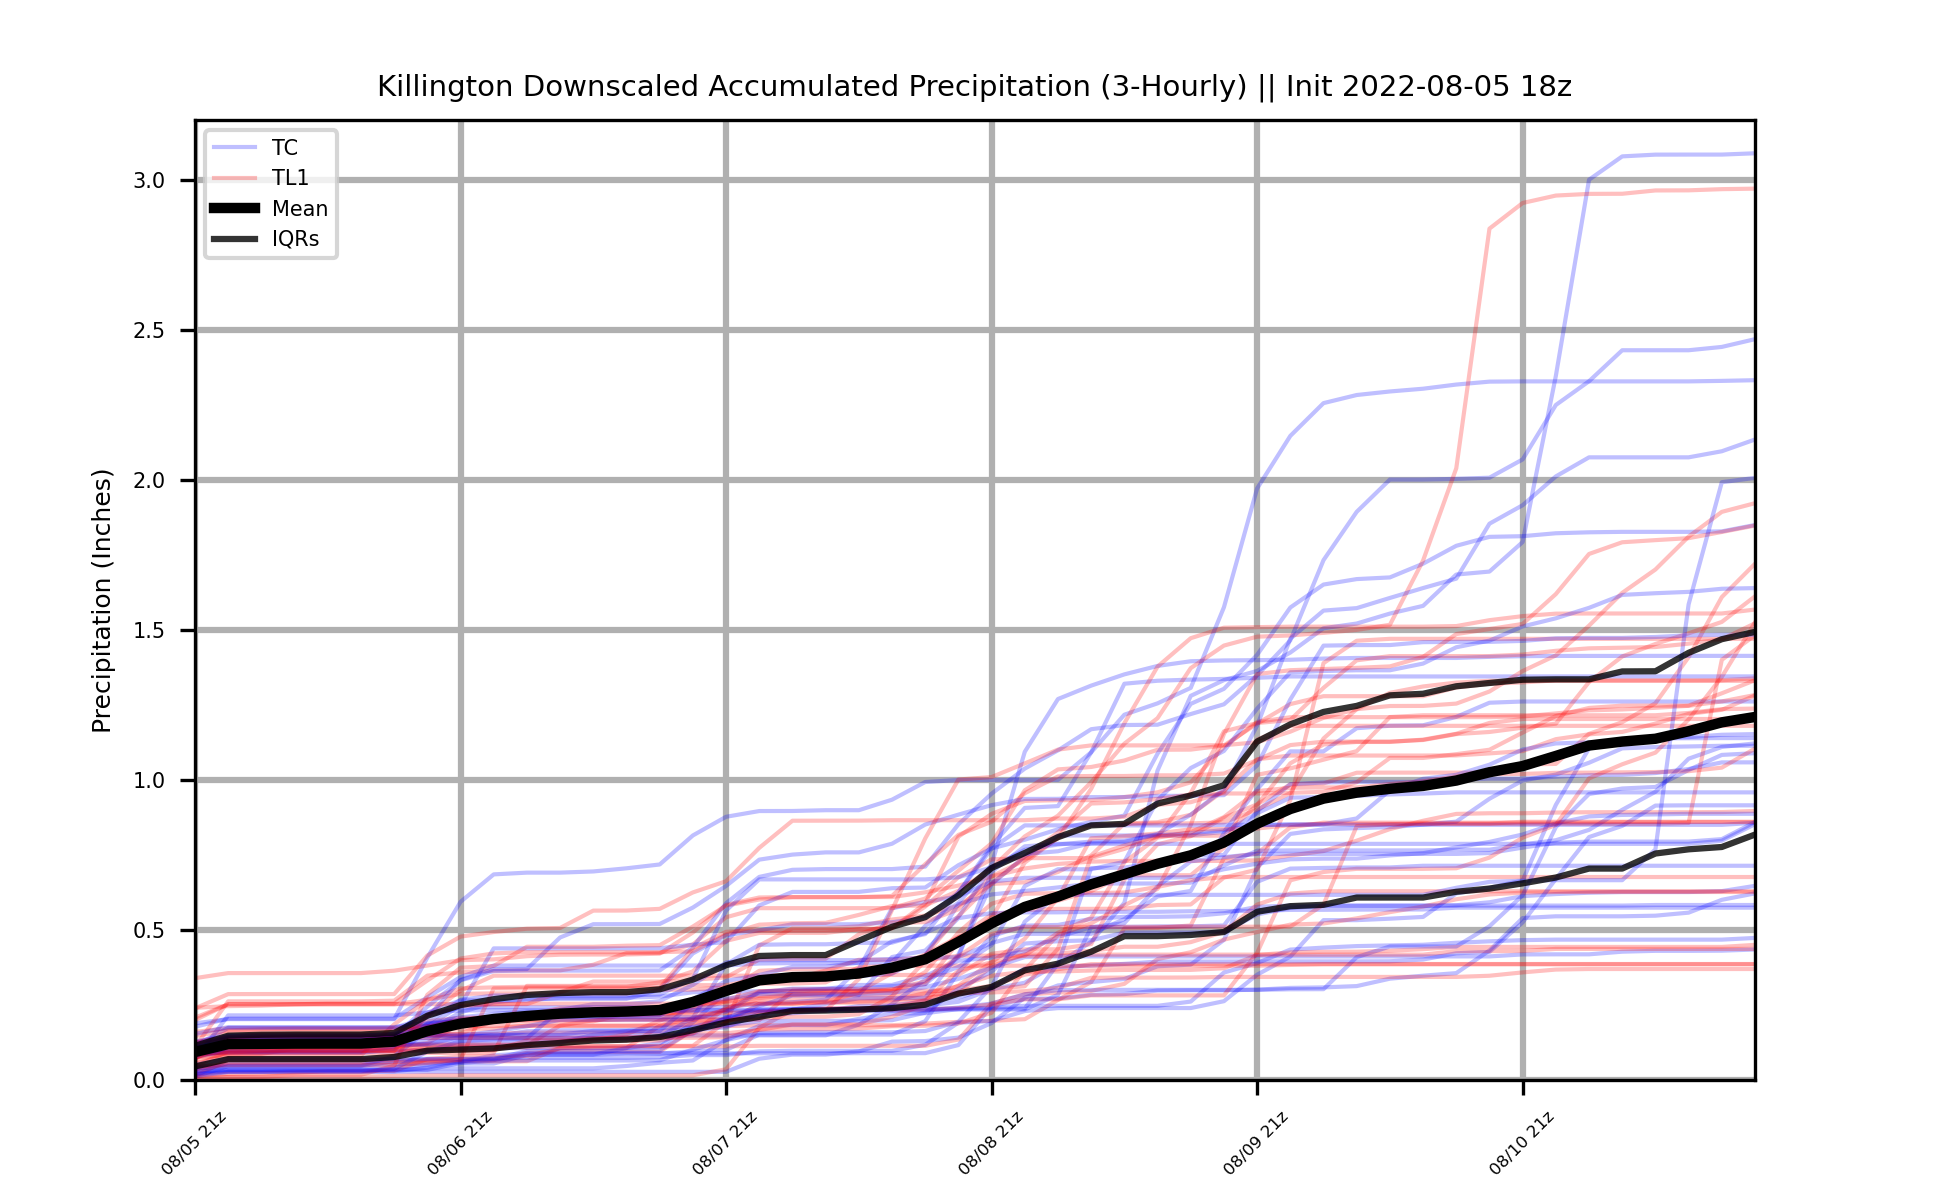 Killington Downscaled Accumulated Precipitation (3-Hourly) || Init 2022-08-05 18z
TC
TL1
Mean
IQRs
Precipitation (Inches)
3.0
2.5
2.0
1.5
1.0
0.5
0.0
08/05 21z
08/06 21z
08/07 21z
08/08 21z
08/09 21z
08/10 21z